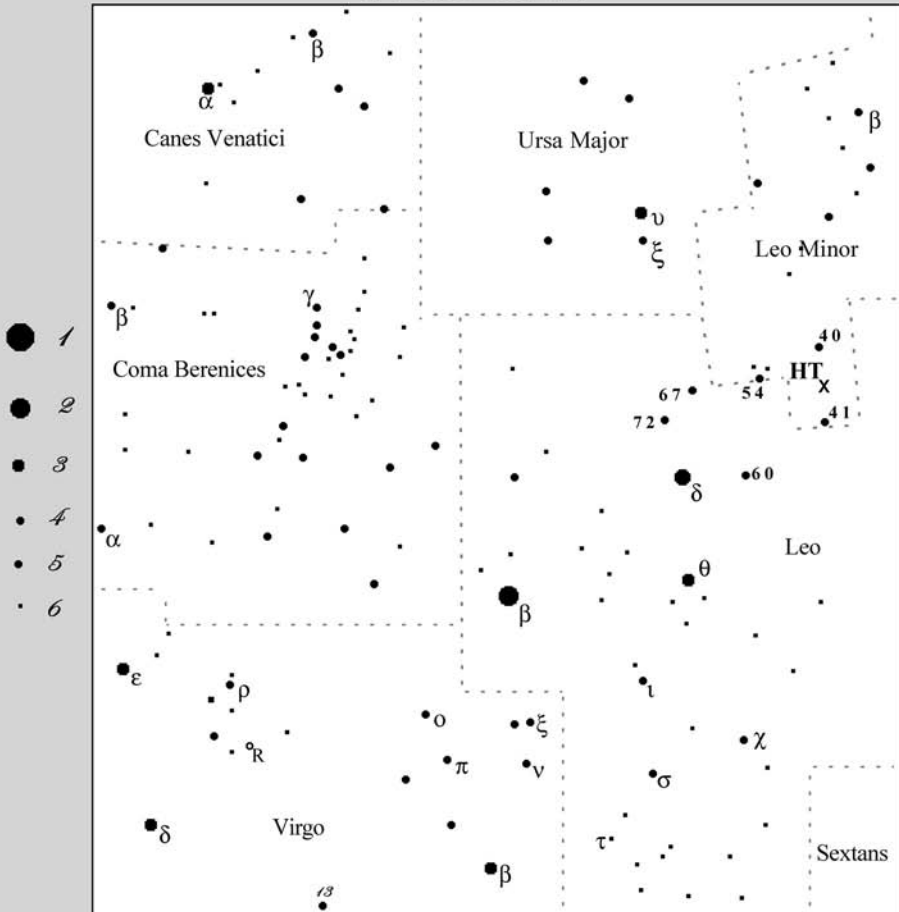 β
α
Canes Venatici
Ursa Major
β
υ
ξ
Leo Minor
β
γ
1
40
Coma Berenices
HT
x
54
67
2
72
41
3
60
δ
4
α
Leo
5
θ
6
β
ε
ρ
ι
ο
ξ
R
π
ν
χ
σ
δ
Virgo
τ
Sextans
β
13